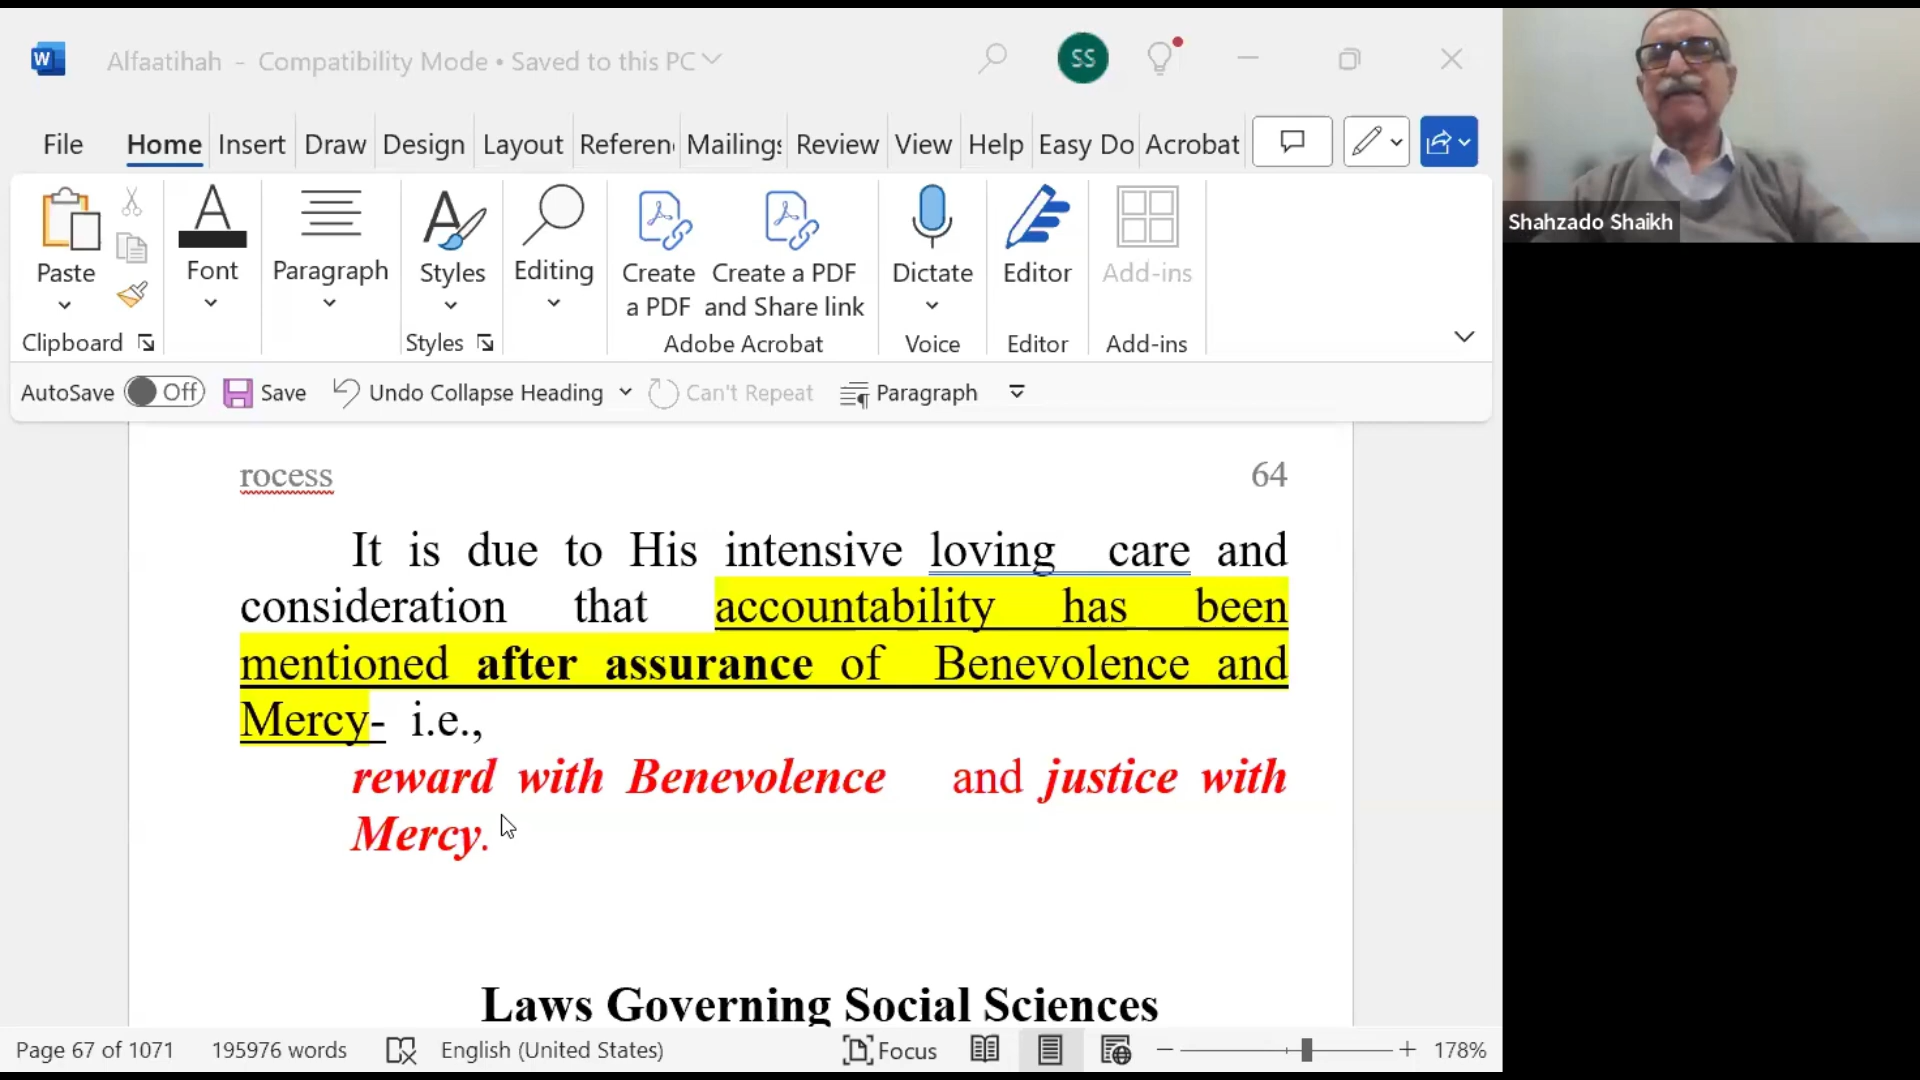 W
Alfaatihah - Compatibility Mode • Saved to this PC
SS
File Home Insert Draw Design Layout Referen Mailings Review View Help Easy Do Acrobat
Paste
Font
Paragraph
Styles
Editing
Create
a PDF
Create a PDF
and Share link
Dictate
Editor
Add-ins
Clipboard
Styles
Adobe Acrobat
Voice
Editor
Add-ins
AutoSave Off Save Undo Collapse Heading Can't Repeat Paragraph
rocess 64
It is due to His intensive loving care and
consideration that accountability has been
mentioned after assurance of Benevolence and
Mercy- i.e.,
reward with Benevolence and justice with
Mercy.
Laws Governing Social Sciences
Page 67 of 1071 195976 words English (United States) Focus 178%
Shahzado Shaikh